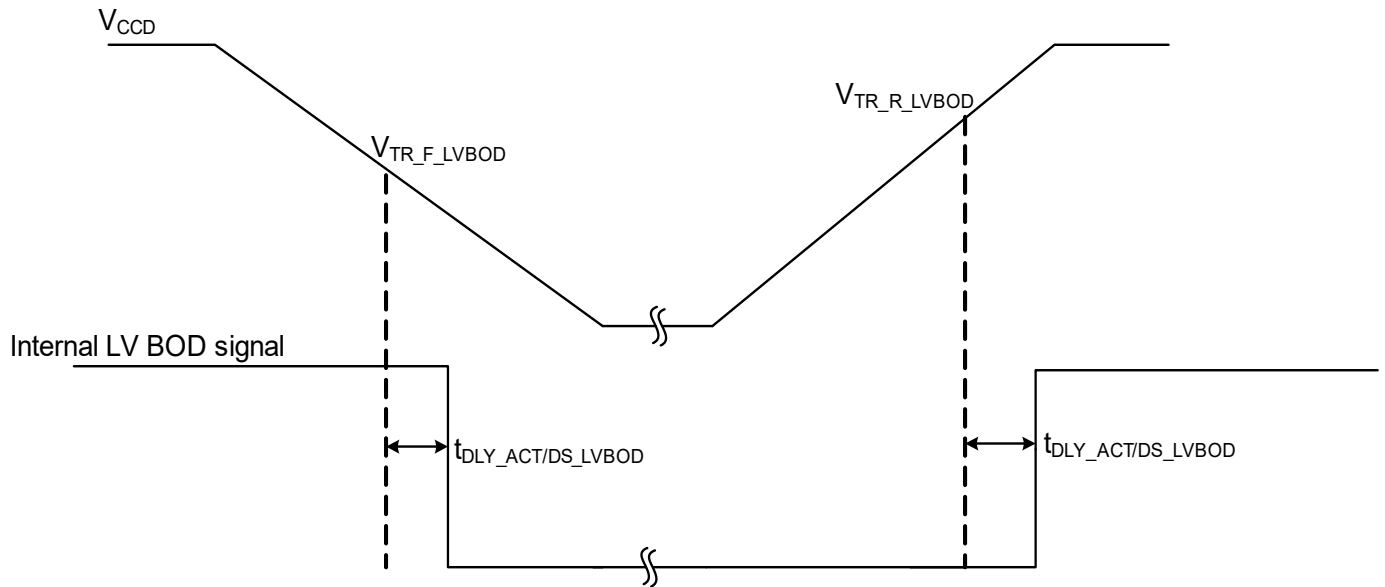 VCCD
VTR_R_LVBOD
VTR_F_LVBOD
Internal LV BOD signal
tDLY_ACT/DS_LVBOD
tDLY_ACT/DS_LVBOD